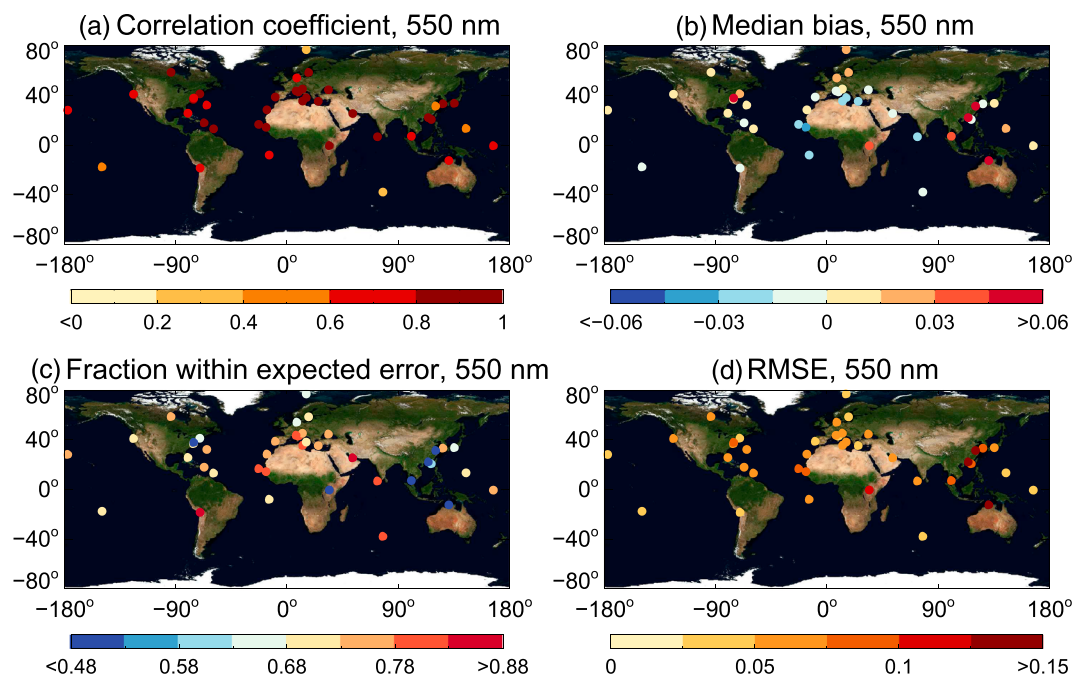 (a) Correlation coefficient, 550 nm
80°
40°
0°
−40°
−80°
−180° −90° 0° 90° 180°
<0 0.2 0.4 0.6 0.8 1
(b) Median bias, 550 nm
80°
40°
0°
−40°
−80°
−180° −90° 0° 90° 180°
<−0.06 −0.03 0 0.03 >0.06
(c) Fraction within expected error, 550 nm
80°
40°
0°
−40°
−80°
−180° −90° 0° 90° 180°
<0.48 0.58 0.68 0.78 >0.88
(d) RMSE, 550 nm
80°
40°
0°
−40°
−80°
−180° −90° 0° 90° 180°
0 0.05 0.1 >0.15